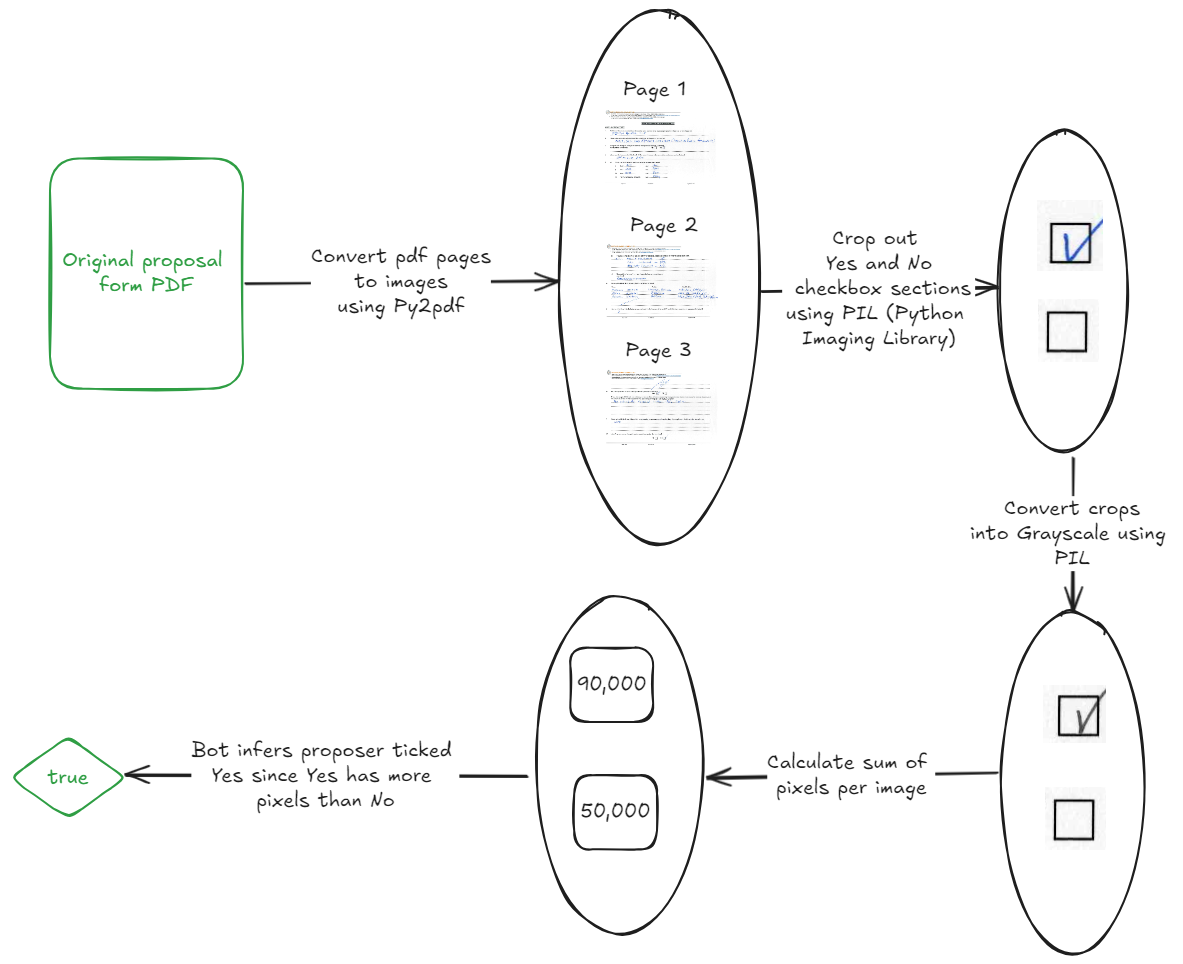 Page 1
Page 2
Page 3
Original proposal
form PDF
Convert pdf pages
to images
using Py2pdf
Crop out
Yes and No
checkbox sections
using PIL (Python
Imaging Library)
Convert crops
into Grayscale using
PIL
Calculate sum of
pixels per image
90,000
50,000
Bot infers proposer ticked
Yes since Yes has more
pixels than No
true